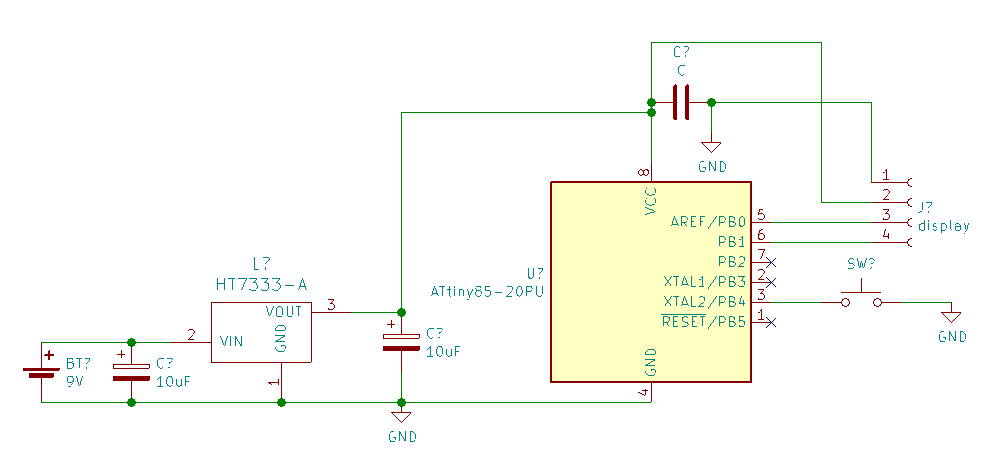 C?
C
GND
8
VCC
1
2
3
4
J?
display
AREF/PB0 5
PB1 6
PB2 7
XTAL1/PB3 2
XTAL2/PB4 3
RESET/PB5 1
GND
4
U?
ATtiny85-20PU
SW?
GND
L?
HT7333-A
VOUT 3
2 VIN
GND
1
+
C?
10uF
+
BT?
9V
+
C?
10uF
GND